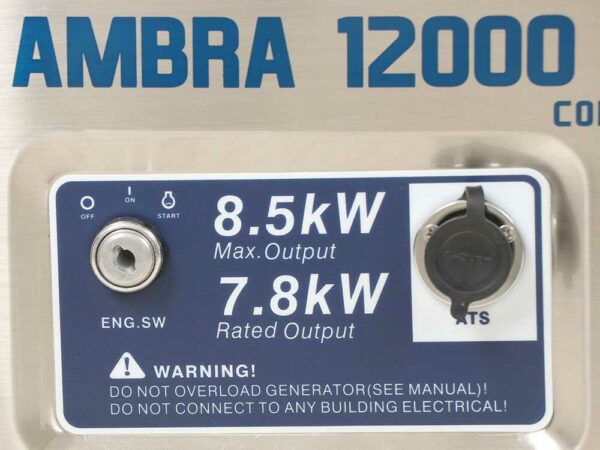 AMBRA 12000
OFF
ON
START
8.5kW
Max.Output
7.8kW
Rated Output
ENG.SW
ATS
WARNING!
DO NOT OVERLOAD GENERATOR(SEE MANUAL)!
DO NOT CONNECT TO ANY BUILDING ELECTRICAL!